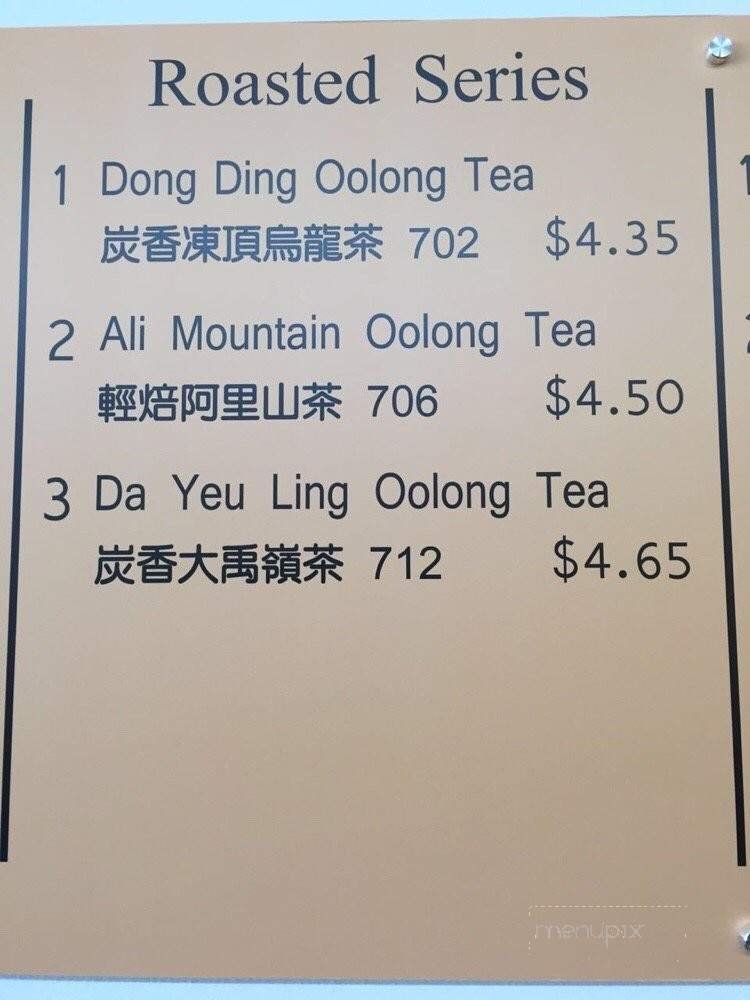 Roasted Series
1 Dong Ding Oolong Tea
炭香凍頂烏龍茶 702 $4.35
2 Ali Mountain Oolong Tea
輕焙阿里山茶 706 $4.50
3 Da Yeu Ling Oolong Tea
炭香大禹嶺茶 712 $4.65
menupix